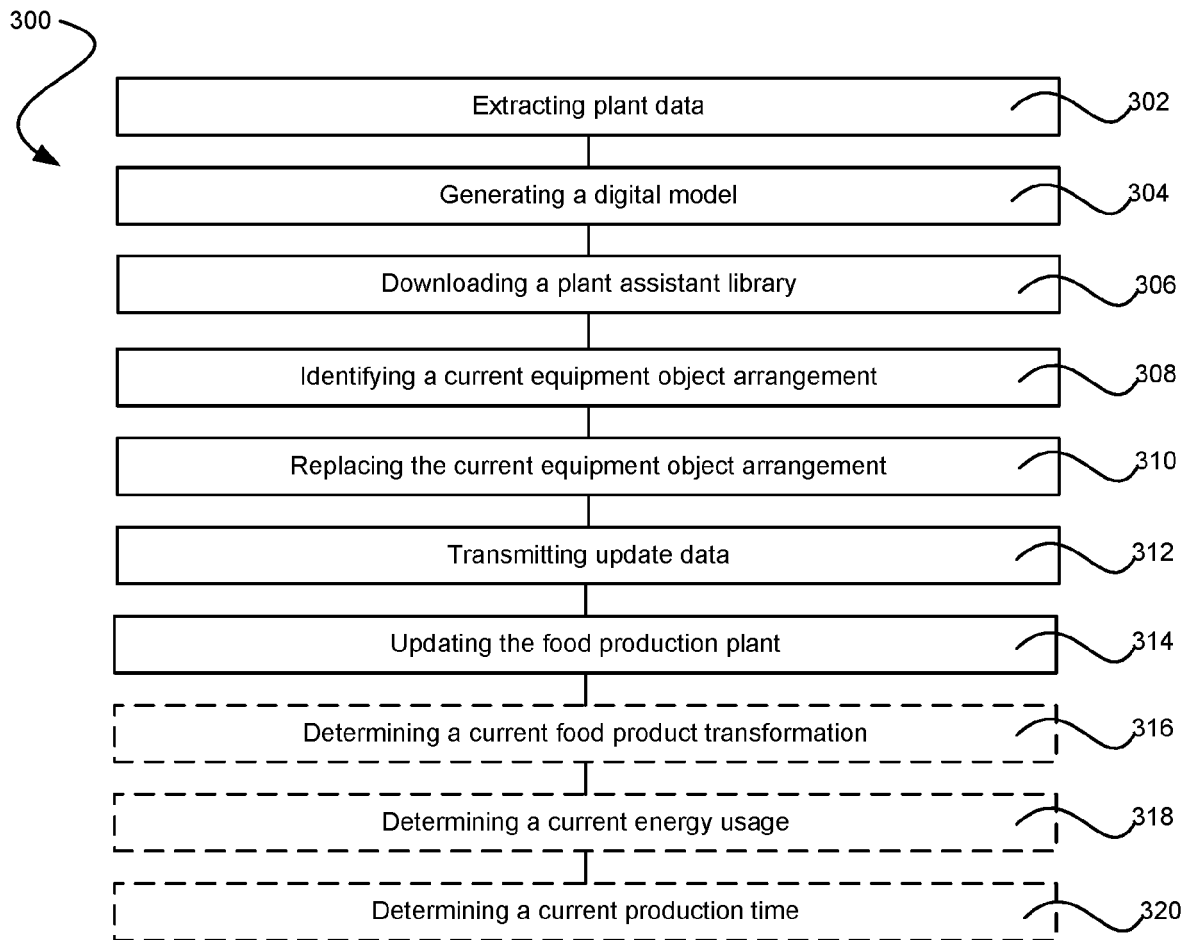 300
Extracting plant data 302
Generating a digital model 304
Downloading a plant assistant library 306
Identifying a current equipment object arrangement 308
Replacing the current equipment object arrangement 310
Transmitting update data 312
Updating the food production plant 314
Determining a current food product transformation 316
Determining a current energy usage 318
Determining a current production time 320